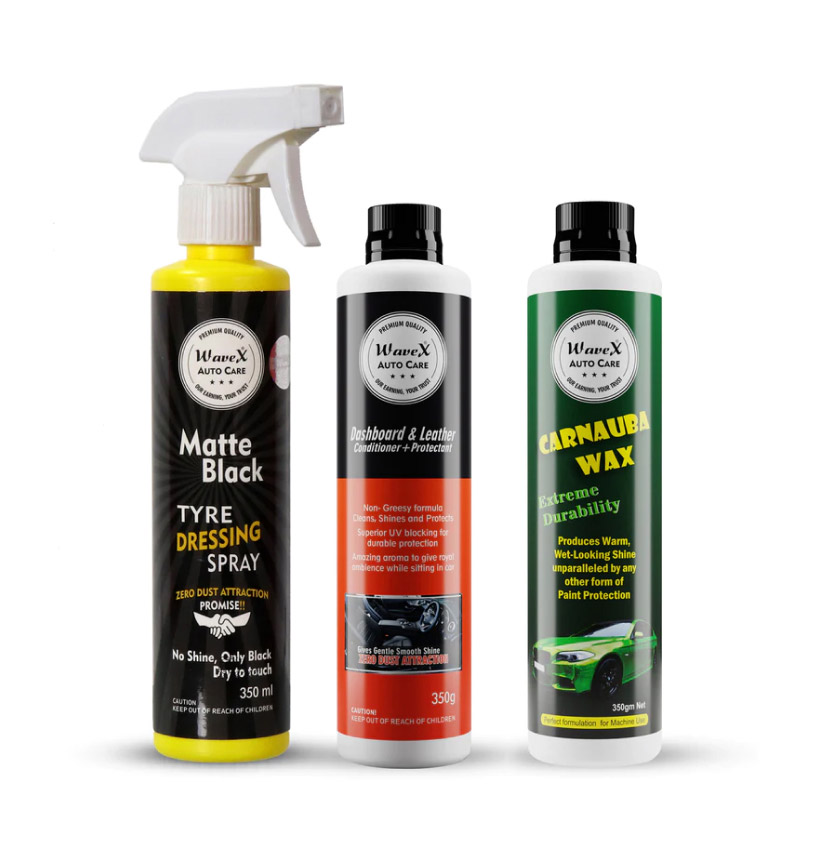 PREMIUM QUALITY
WaveX
AUTO CARE
OUR EARNING, YOUR TRUST
Matte
Black
TYRE
DRESSING
SPRAY
ZERO DUST ATTRACTION
PROMISE!!
No Shine, Only Black
Dry to touch
350 ml
CAUTION
KEEP OUT OF REACH OF CHILDREN
PREMIUM QUALITY
WaveX
AUTO CARE
OUR EARNING, YOUR TRUST
Dashboard & Leather
Conditioner+Protectant
Non- Greesy formula
Cleans, Shines and Protects
Superior UV blocking for
durable protection
Amazing aroma to give royal
ambience while sitting in car
Gives Gentle Smooth Shine
ZERO DUST ATTRACTION
350g
CAUTION!
KEEP OUT OF REACH OF CHILDREN
PREMIUM QUALITY
WaveX
AUTO CARE
OUR EARNING, YOUR TRUST
CARNAUBA
WAX
Extreme
Durability
Produces Warm,
Wet-Looking Shine
unparalleled by any
other form of
Paint Protection
350gm Net
Perfect formulation for Machine Use